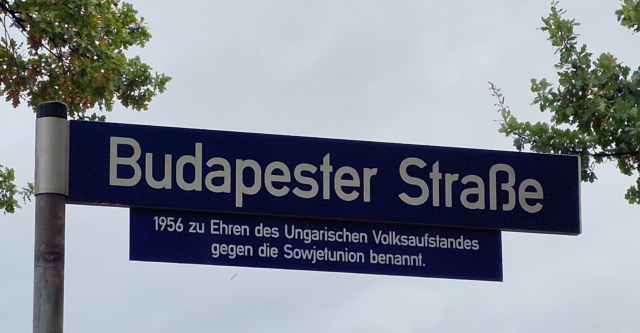 Budapester Straße
1956 zu Ehren des Ungarischen Volksaufstandes
gegen die Sowjetunion benannt.